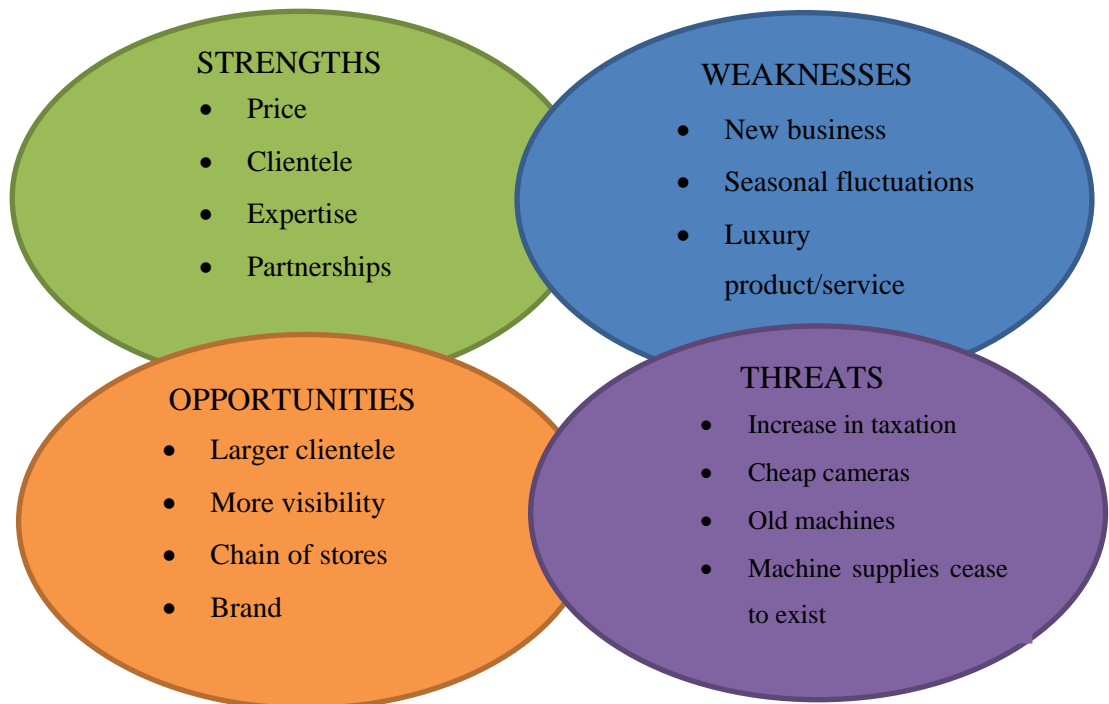 STRENGTHS
• Price
• Clientele
• Expertise
• Partnerships
WEAKNESSES
• New business
• Seasonal fluctuations
• Luxury
product/service
OPPORTUNITIES
• Larger clientele
• More visibility
• Chain of stores
• Brand
THREATS
• Increase in taxation
• Cheap cameras
• Old machines
• Machine supplies cease
to exist